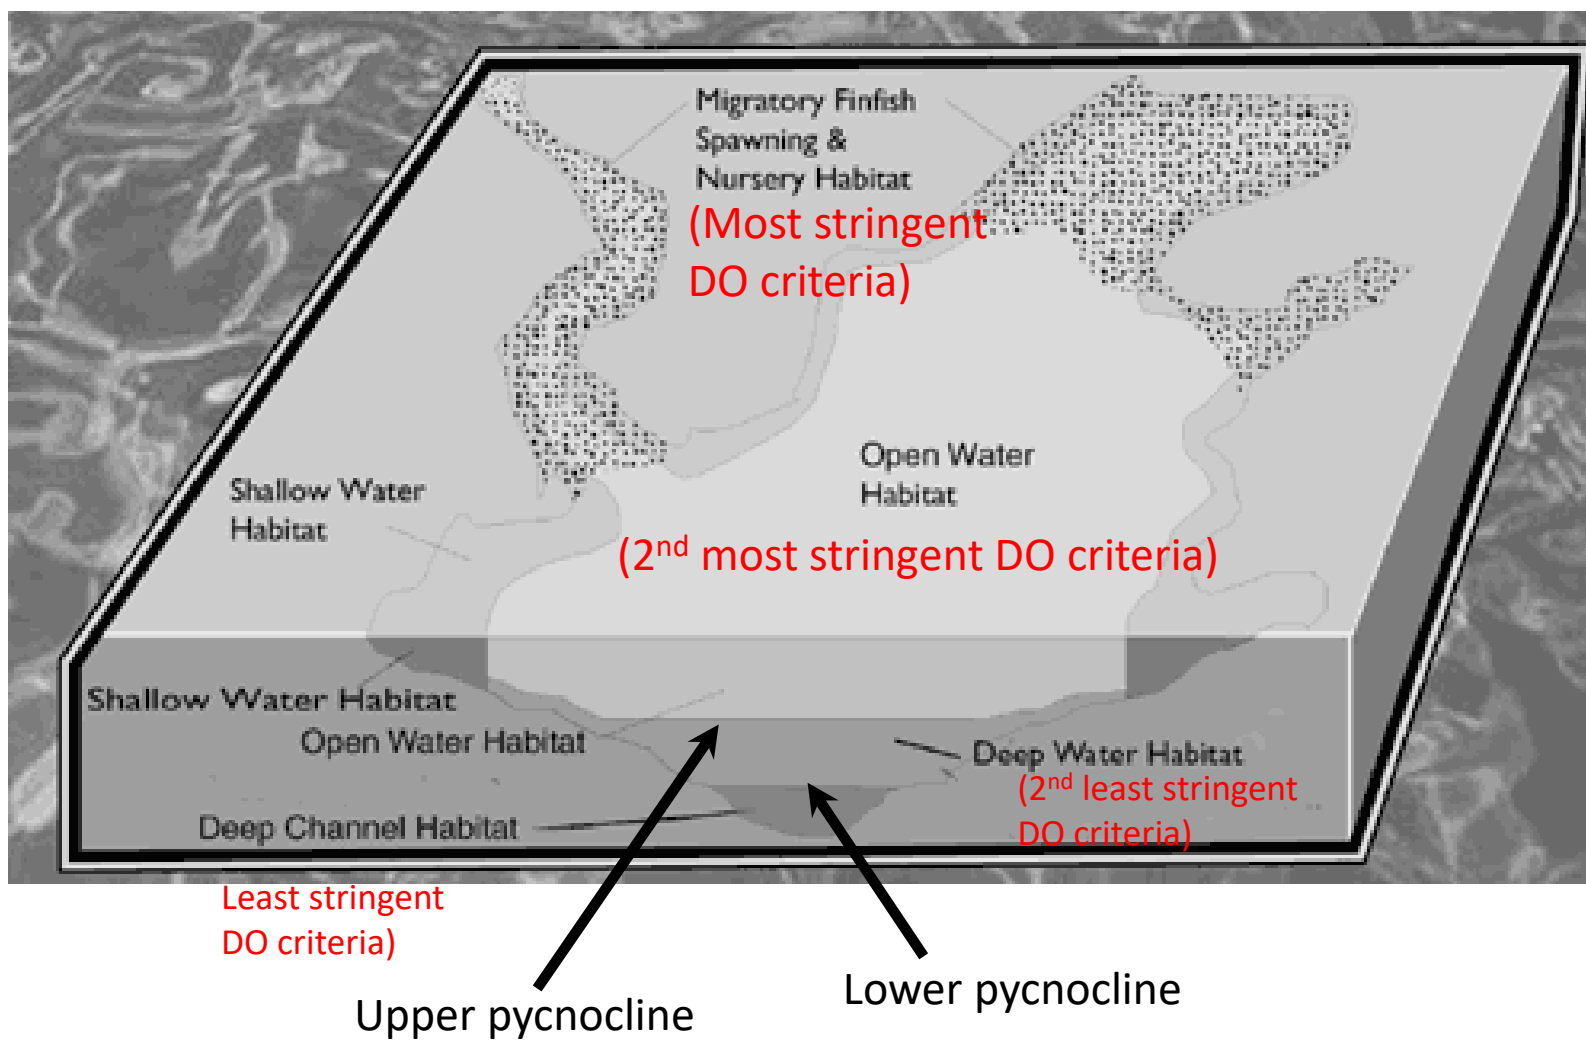 Migratory Finfish
Spawning &
Nursery Habitat
(Most stringent
DO criteria)
Open Water
Habitat
Shallow Water
Habitat
(2nd most stringent DO criteria)
Shallow Water Habitat
Open Water Habitat
Deep Water Habitat
(2nd least stringent
DO criteria)
Deep Channel Habitat
Least stringent
DO criteria)
Lower pycnocline
Upper pycnocline